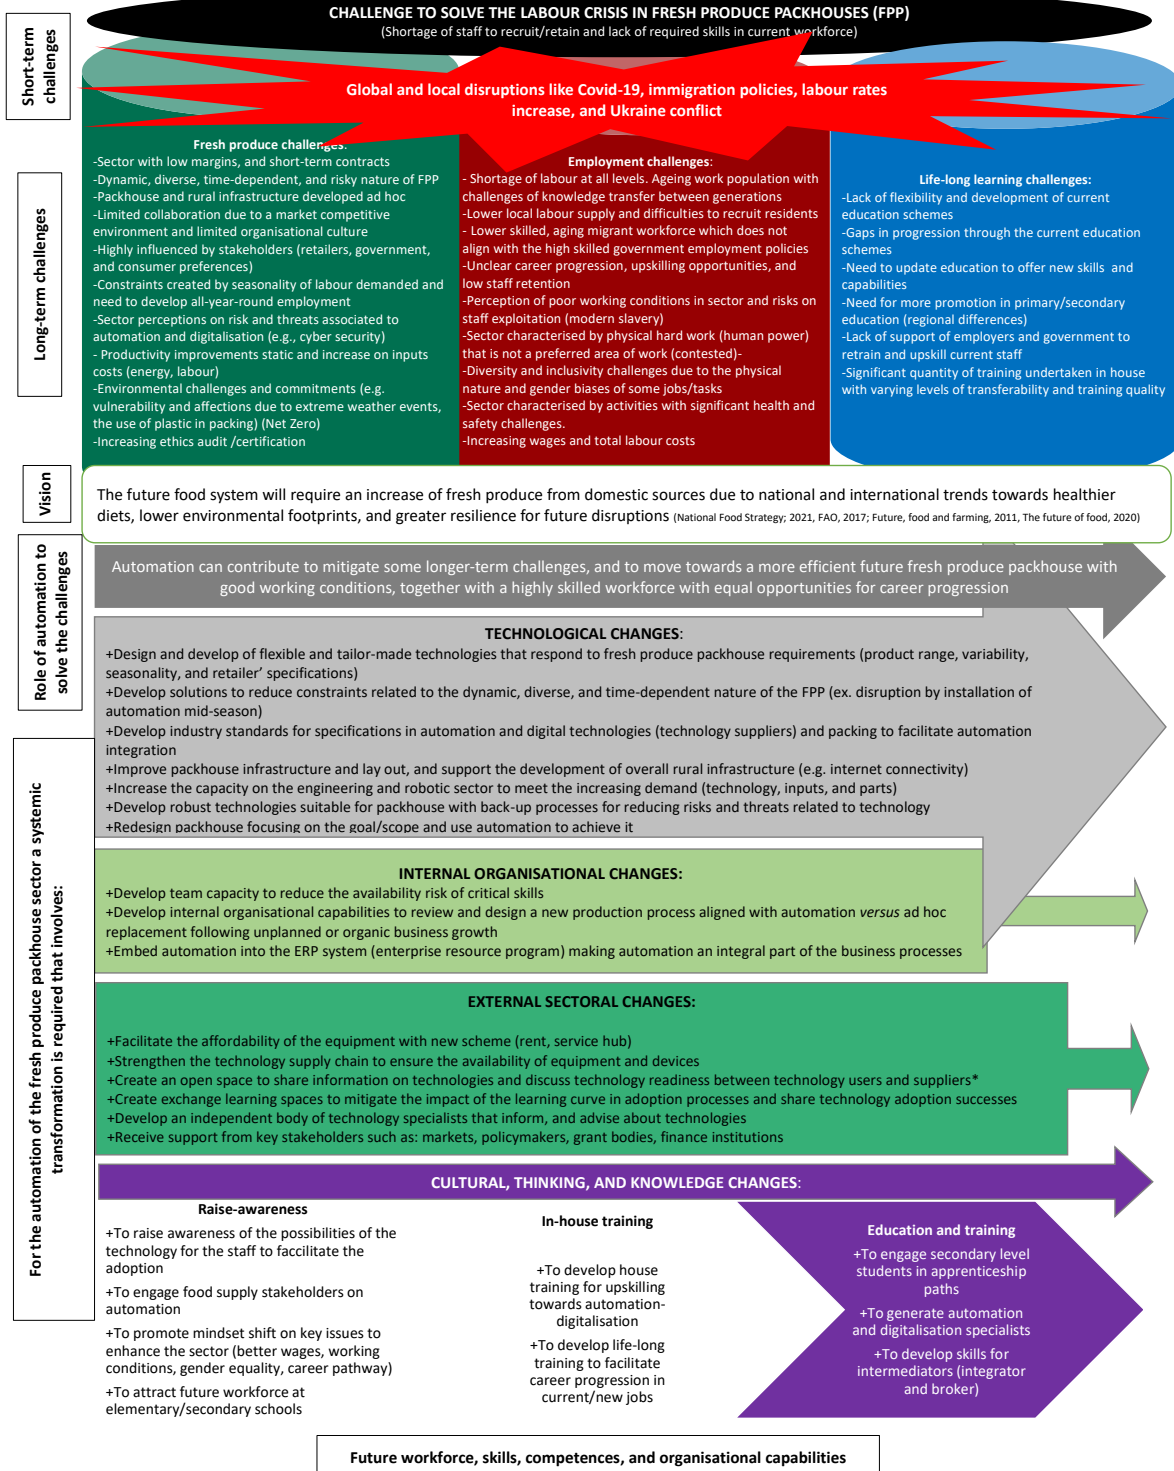 CHALLENGE TO SOLVE THE LABOUR CRISIS IN FRESH PRODUCE PACKHOUSES (FPP)
(Shortage of staff to recruit/retain and lack of required skills in current workforce)
Short-term
challenges
Global and local disruptions like Covid-19, immigration policies, labour rates
increase, and Ukraine conflict
Long-term challenges
Fresh produce challenges:
-Sector with low margins, and short-term contracts
-Dynamic, diverse, time-dependent, and risky nature of FPP
-Packhouse and rural infrastructure developed ad hoc
-Limited collaboration due to a market competitive
environment and limited organisational culture
-Highly influenced by stakeholders (retailers, government,
and consumer preferences)
-Constraints created by seasonality of labour demanded and
need to develop all-year-round employment
-Sector perceptions on risk and threats associated to
automation and digitalisation (e.g., cyber security)
- Productivity improvements static and increase on inputs
costs (energy, labour)
-Environmental challenges and commitments (e.g.
vulnerability and affections due to extreme weather events,
the use of plastic in packing) (Net Zero)
-Increasing ethics audit /certification
Employment challenges:
- Shortage of labour at all levels. Ageing work population with
challenges of knowledge transfer between generations
-Lower local labour supply and difficulties to recruit residents
- Lower skilled, aging migrant workforce which does not
align with the high skilled government employment policies
-Unclear career progression, upskilling opportunities, and
low staff retention
-Perception of poor working conditions in sector and risks on
staff exploitation (modern slavery)
-Sector characterised by physical hard work (human power)
that is not a preferred area of work (contested)-
-Diversity and inclusivity challenges due to the physical
nature and gender biases of some jobs/tasks
-Sector characterised by activities with significant health and
safety challenges.
-Increasing wages and total labour costs
Life-long learning challenges:
-Lack of flexibility and development of current
education schemes
-Gaps in progression through the current education
schemes
-Need to update education to offer new skills and
capabilities
-Need for more promotion in primary/secondary
education (regional differences)
-Lack of support of employers and government to
retrain and upskill current staff
-Significant quantity of training undertaken in house
with varying levels of transferability and training quality
Vision
The future food system will require an increase of fresh produce from domestic sources due to national and international trends towards healthier
diets, lower environmental footprints, and greater resilience for future disruptions (National Food Strategy; 2021, FAO, 2017; Future, food and farming, 2011, The future of food, 2020)
Role of automation to
solve the challenges
Automation can contribute to mitigate some longer-term challenges, and to move towards a more efficient future fresh produce packhouse with
good working conditions, together with a highly skilled workforce with equal opportunities for career progression
For the automation of the fresh produce packhouse sector a systemic
transformation is required that involves:
TECHNOLOGICAL CHANGES:
+Design and develop of flexible and tailor-made technologies that respond to fresh produce packhouse requirements (product range, variability,
seasonality, and retailer' specifications)
+Develop solutions to reduce constraints related to the dynamic, diverse, and time-dependent nature of the FPP (ex. disruption by installation of
automation mid-season)
+Develop industry standards for specifications in automation and digital technologies (technology suppliers) and packing to facilitate automation
integration
+Improve packhouse infrastructure and lay out, and support the development of overall rural infrastructure (e.g. internet connectivity)
+Increase the capacity on the engineering and robotic sector to meet the increasing demand (technology, inputs, and parts)
+Develop robust technologies suitable for packhouse with back-up processes for reducing risks and threats related to technology
+Redesign packhouse focusing on the goal/scope and use automation to achieve it
INTERNAL ORGANISATIONAL CHANGES:
+Develop team capacity to reduce the availability risk of critical skills
+Develop internal organisational capabilities to review and design a new production process aligned with automation versus ad hoc
replacement following unplanned or organic business growth
+Embed automation into the ERP system (enterprise resource program) making automation an integral part of the business processes
EXTERNAL SECTORAL CHANGES:
+Facilitate the affordability of the equipment with new scheme (rent, service hub)
+Strengthen the technology supply chain to ensure the availability of equipment and devices
+Create an open space to share information on technologies and discuss technology readiness between technology users and suppliers*
+Create exchange learning spaces to mitigate the impact of the learning curve in adoption processes and share technology adoption successes
+Develop an independent body of technology specialists that inform, and advise about technologies
+Receive support from key stakeholders such as: markets, policymakers, grant bodies, finance institutions
CULTURAL, THINKING, AND KNOWLEDGE CHANGES:
Raise-awareness
+To raise awareness of the possibilities of the
technology for the staff to faccilitate the
adoption
+To engage food supply stakeholders on
automation
+To promote mindset shift on key issues to
enhance the sector (better wages, working
conditions, gender equality, career pathway)
+To attract future workforce at
elementary/secondary schools
In-house training
+To develop house
training for upskilling
towards automation-
digitalisation
+To develop life-long
training to facilitate
career progression in
current/new jobs
Education and training
+To engage secondary level
students in apprenticeship
paths
+To generate automation
and digitalisation specialists
+To develop skills for
intermediators (integrator
and broker)
Future workforce, skills, competences, and organisational capabilities